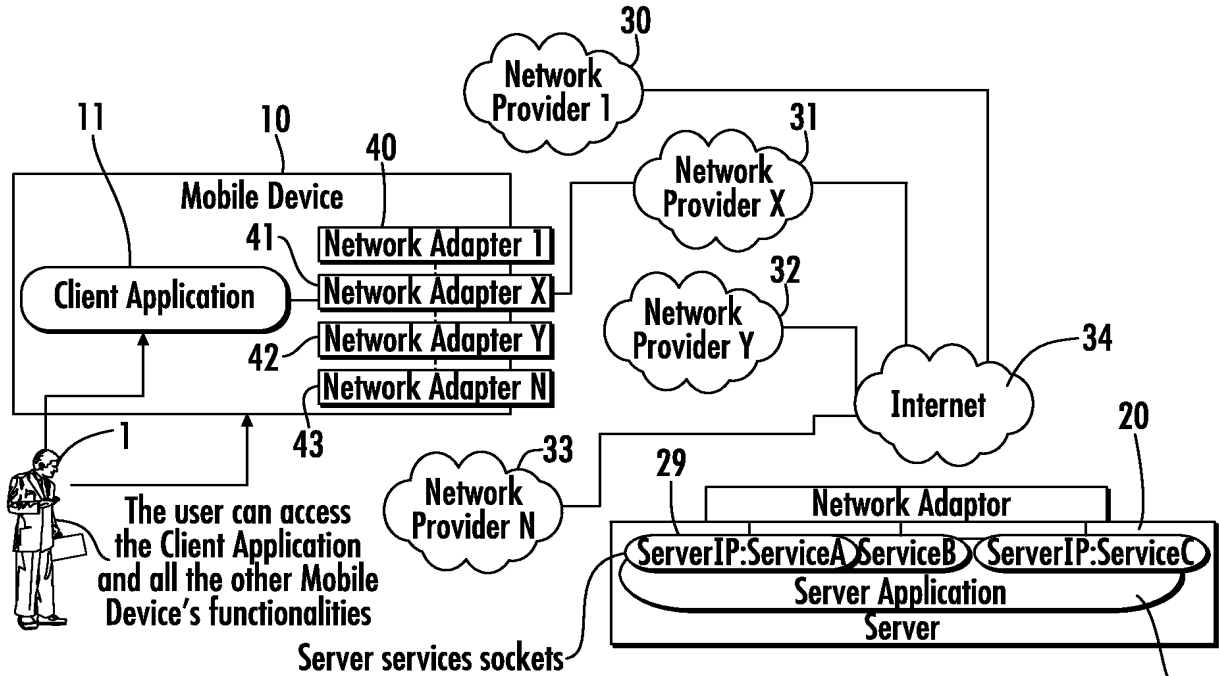 30
Network
Provider 1
11
10
31
40
Network
Provider X
Mobile Device
41
Network Adapter 1
Client Application
Network Adapter X
32
Network
Provider Y
42
Network Adapter Y
34
Network Adapter N
Internet
43
1
33
20
29
Network
Provider N
The user can access
the Client Application
and all the other Mobile
Device's functionalities
Network Adaptor
ServerIP:ServiceA
ServiceB
ServerIP:ServiceC
Server Application
Server
Server services sockets